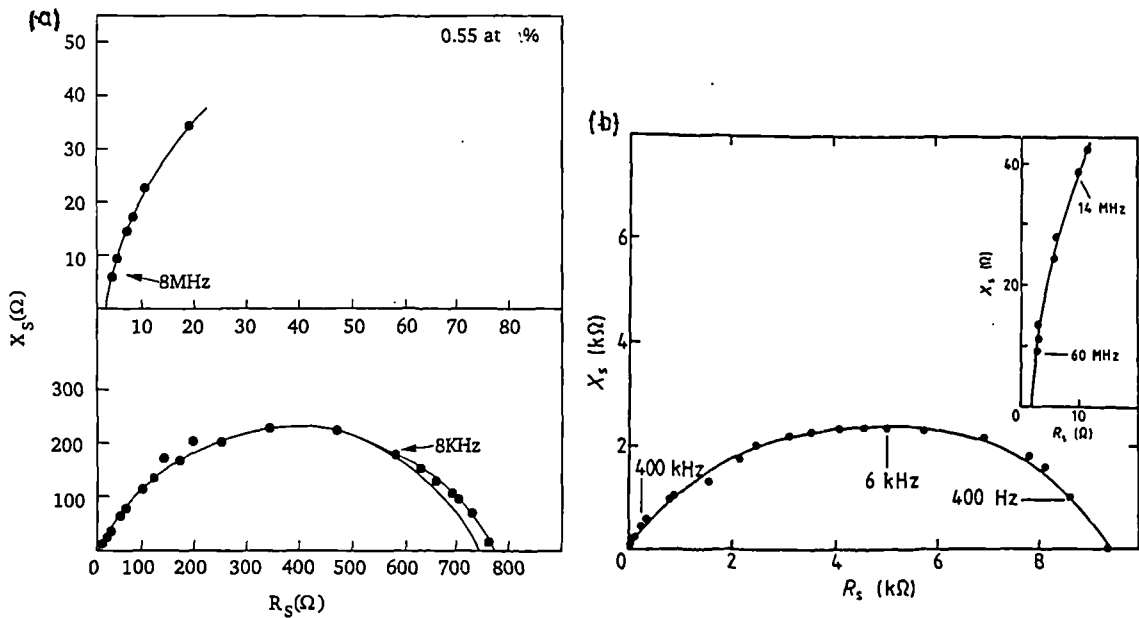 (a)
0.55 at %
50
40
30
20
10
8MHz
10 20 30 40 50 60 70 80
X_S(Ω)
300
200
100
8KHz
0 100 200 300 400 500 600 700 800
R_S(Ω)
(b)
6
4
2
X_s (kΩ)
400 kHz
6 kHz
400 Hz
0 2 4 6 8
R_s (kΩ)
40
20
X_s (Ω)
14 MHz
60 MHz
0 10
R_s (Ω)